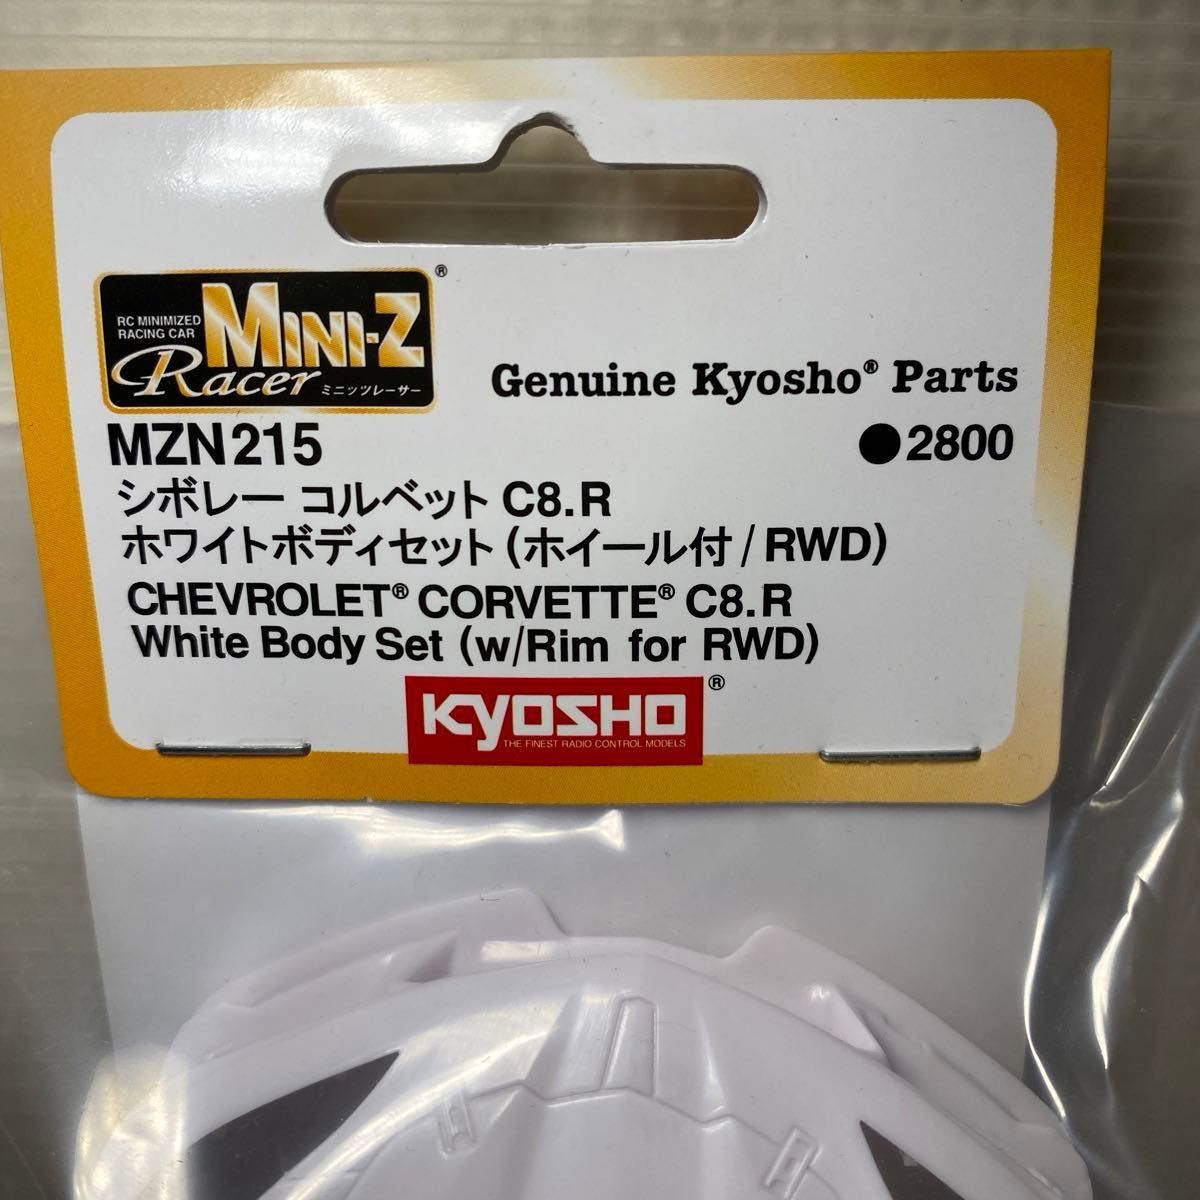 RC MINIMIZED
RACING CAR
MINI-Z ®
Racer ミニッツレーサー
Genuine Kyosho® Parts
MZN215 ●2800
シボレー コルベット C8.R
ホワイトボディセット (ホイール付 / RWD)
CHEVROLET® CORVETTE® C8.R
White Body Set (w/Rim for RWD)
KYOSHO ®
THE FINEST RADIO CONTROL MODELS